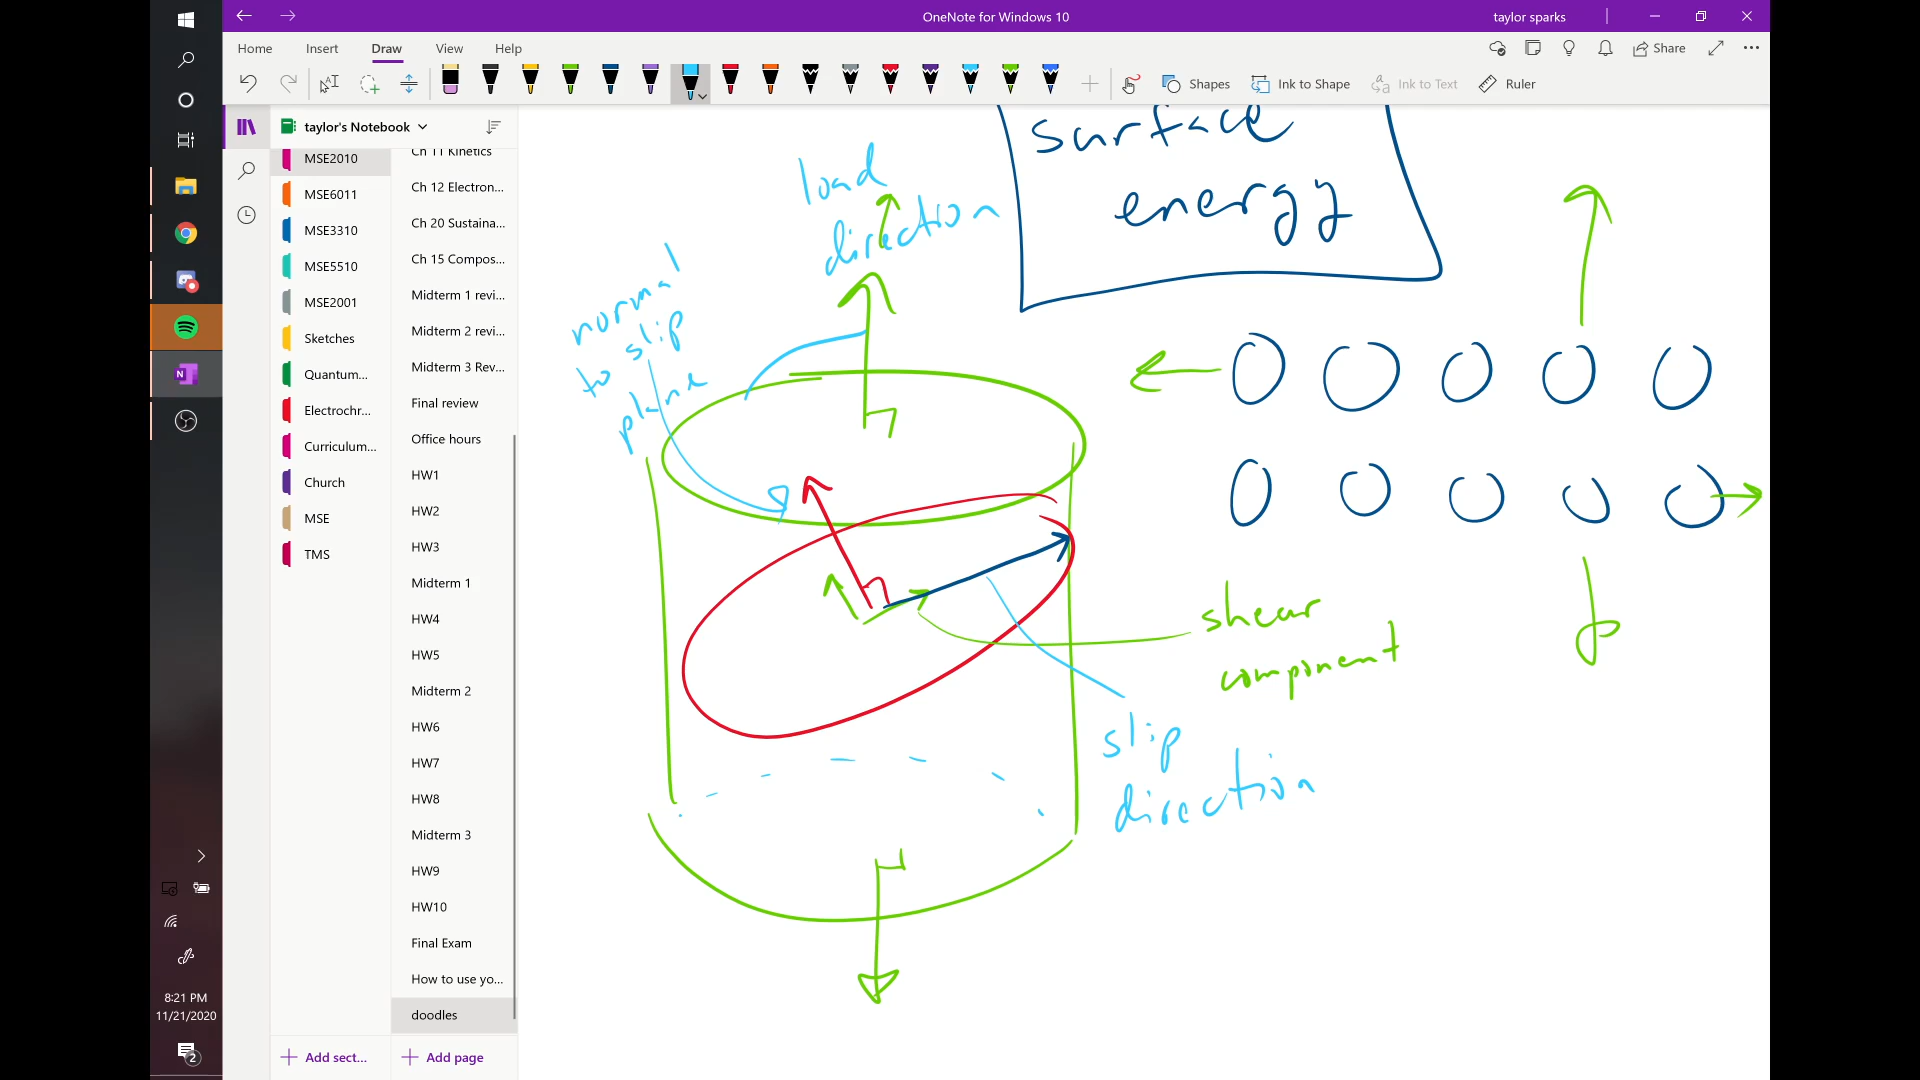 OneNote for Windows 10
taylor sparks
Home
Insert
Draw
View
Help
Share
Shapes
Ink to Shape
Ink to Text
Ruler
taylor's Notebook
MSE2010
MSE6011
MSE3310
MSE5510
MSE2001
Sketches
Quantum...
Electrochr...
Curriculum...
Church
MSE
TMS
Add sect...
Ch 11 Kinetics
Ch 12 Electron...
Ch 20 Sustaina...
Ch 15 Compos...
Midterm 1 revi...
Midterm 2 revi...
Midterm 3 Rev...
Final review
Office hours
HW1
HW2
HW3
Midterm 1
HW4
HW5
Midterm 2
HW6
HW7
HW8
Midterm 3
HW9
HW10
Final Exam
How to use yo...
doodles
Add page
surface
energy
load
direction
normal
to slip
plane
shear
component
slip
direction
8:21 PM
11/21/2020
2